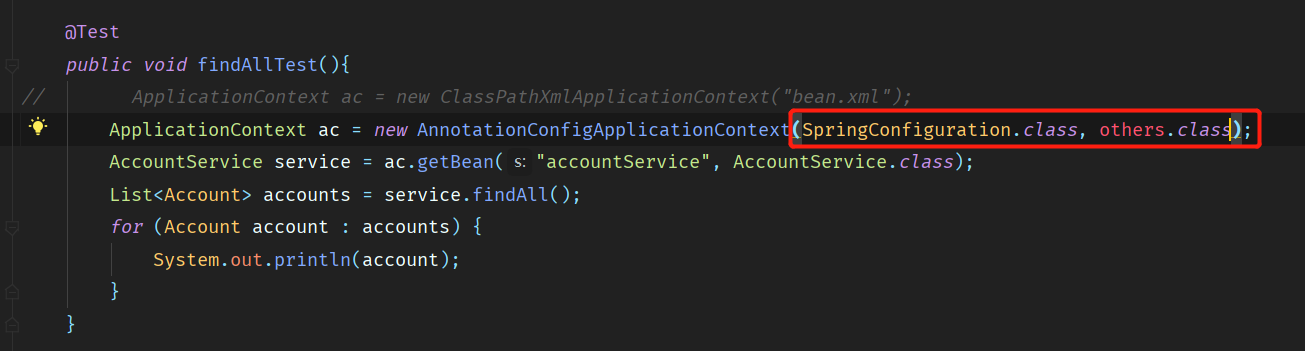 @Test
public void findAllTest(){
// ApplicationContext ac = new ClassPathXmlApplicationContext("bean.xml");
ApplicationContext ac = new AnnotationConfigApplicationContext(SpringConfiguration.class, others.class);
AccountService service = ac.getBean( s: "accountService", AccountService.class);
List<Account> accounts = service.findAll();
for (Account account : accounts) {
System.out.println(account);
}
}